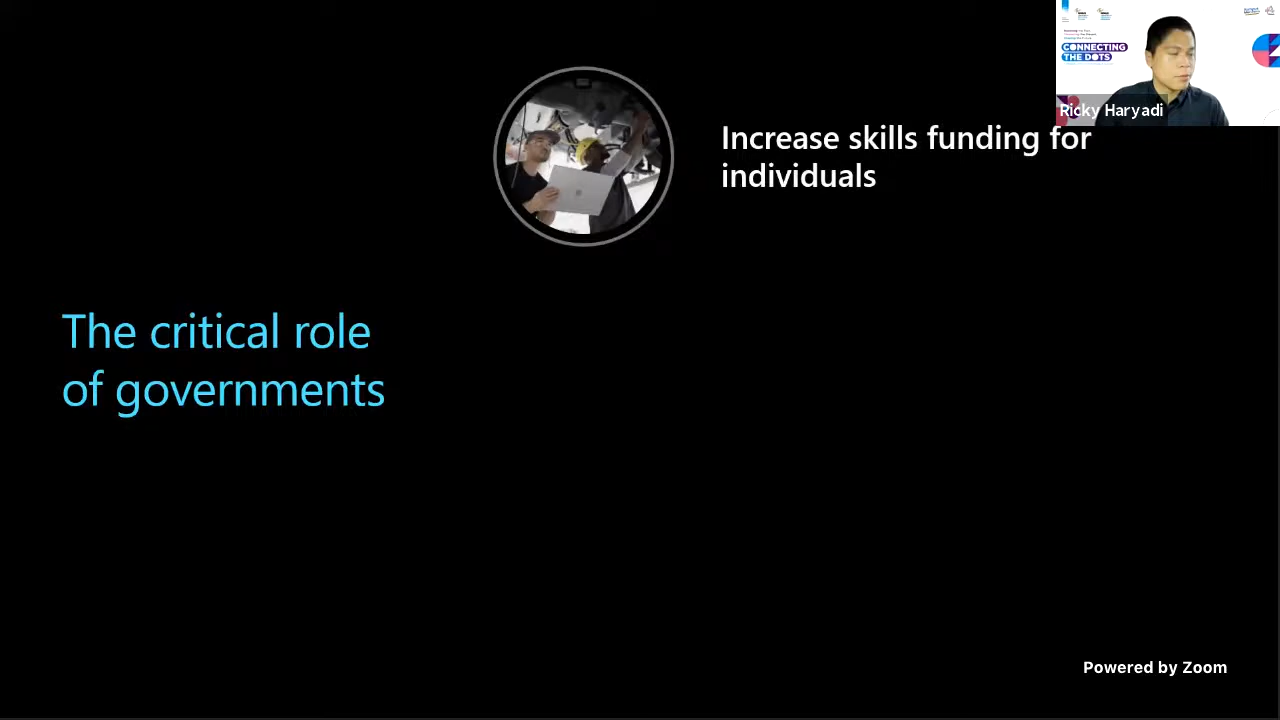 CONNECTING
THE DOTS
Ricky Haryadi
Increase skills funding for
individuals
The critical role
of governments
Powered by Zoom